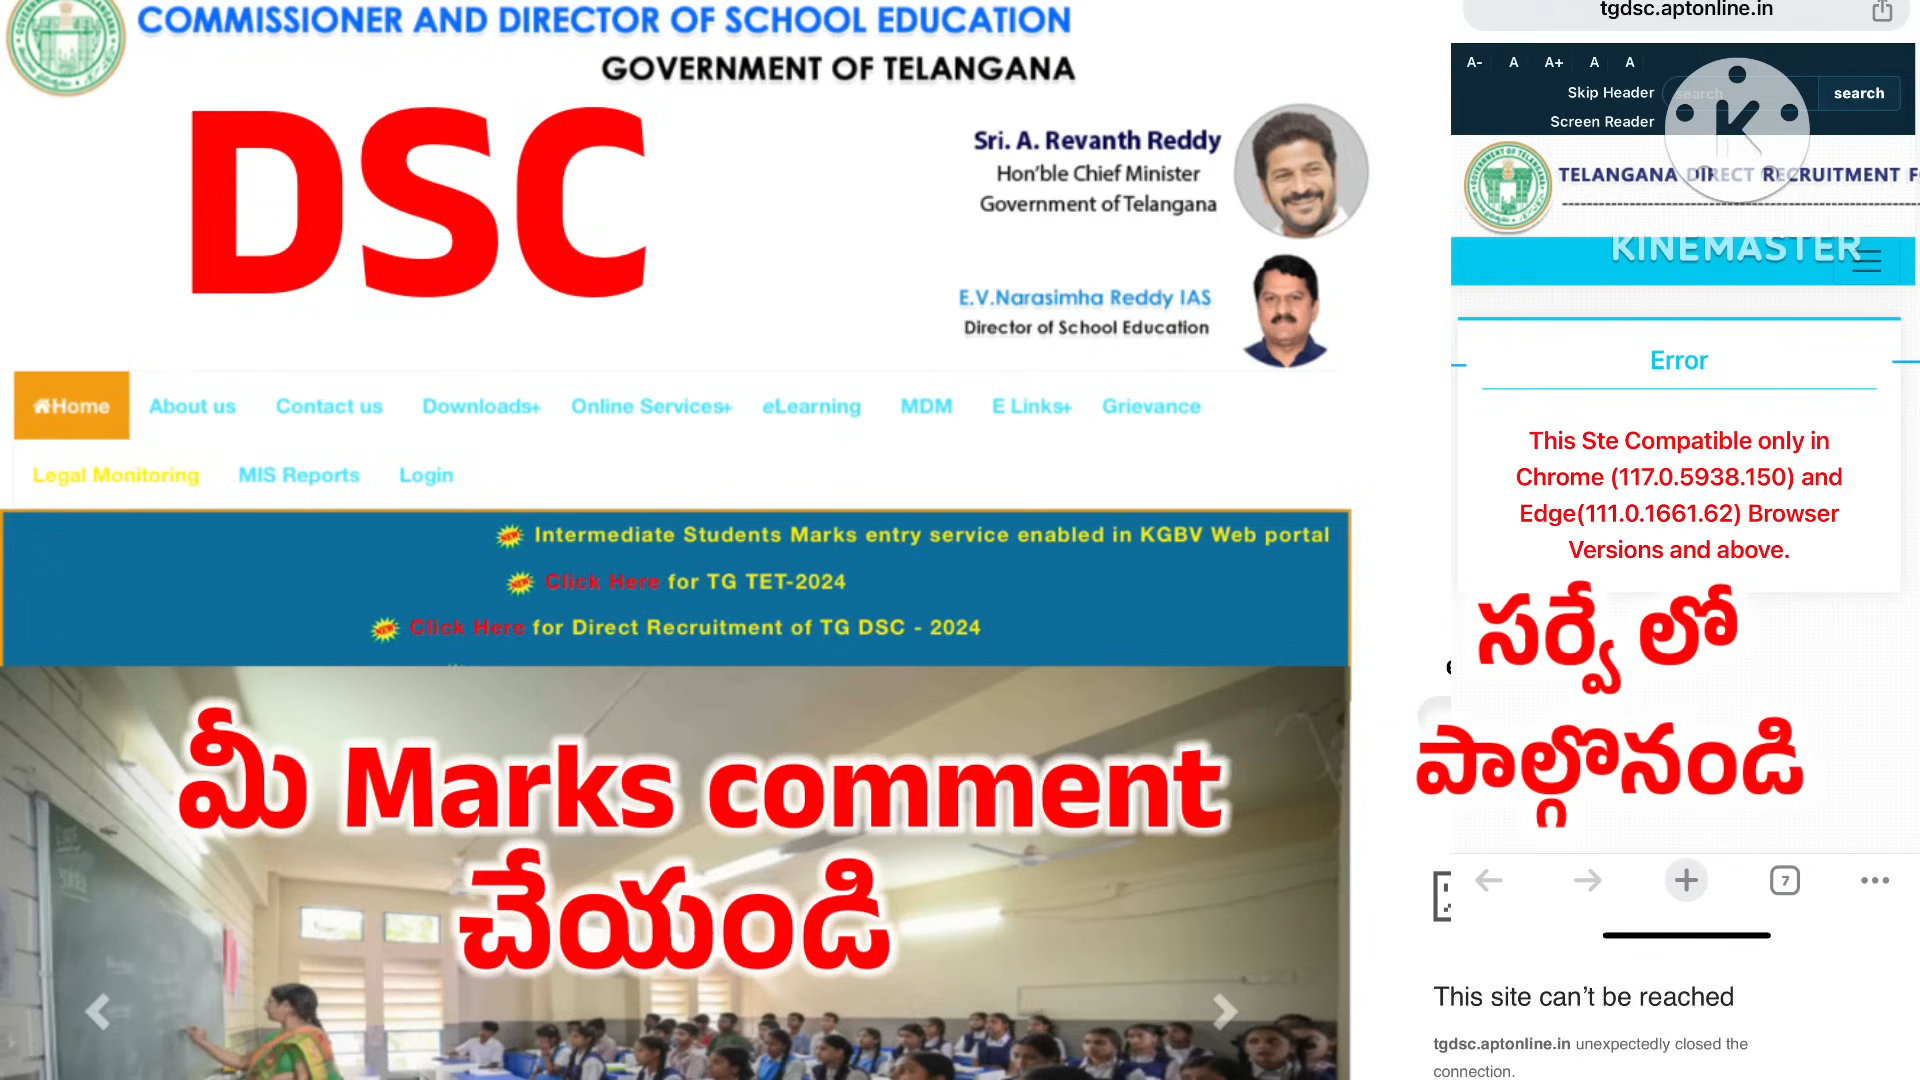 COMMISSIONER AND DIRECTOR OF SCHOOL EDUCATION
GOVERNMENT OF TELANGANA
DSC
Sri. A. Revanth Reddy
Hon'ble Chief Minister
Government of Telangana
E.V.Narasimha Reddy IAS
Director of School Education
Home About us Contact us Downloads+ Online Services+ eLearning MDM E Links+ Grievance
Legal Monitoring MIS Reports Login
NEW Intermediate Students Marks entry service enabled in KGBV Web portal
NEW Click Here for TG TET-2024
NEW Click Here for Direct Recruitment of TG DSC - 2024
మీ Marks comment
చేయండి
tgdsc.aptonline.in
A- A A+ A A
Skip Header search search
Screen Reader
TELANGANA DIRECT RECRUITMENT
KINEMASTER
Error
This Ste Compatible only in
Chrome (117.0.5938.150) and
Edge(111.0.1661.62) Browser
Versions and above.
సర్వే లో
పాల్గొనండి
7
This site can’t be reached
tgdsc.aptonline.in unexpectedly closed the
connection.